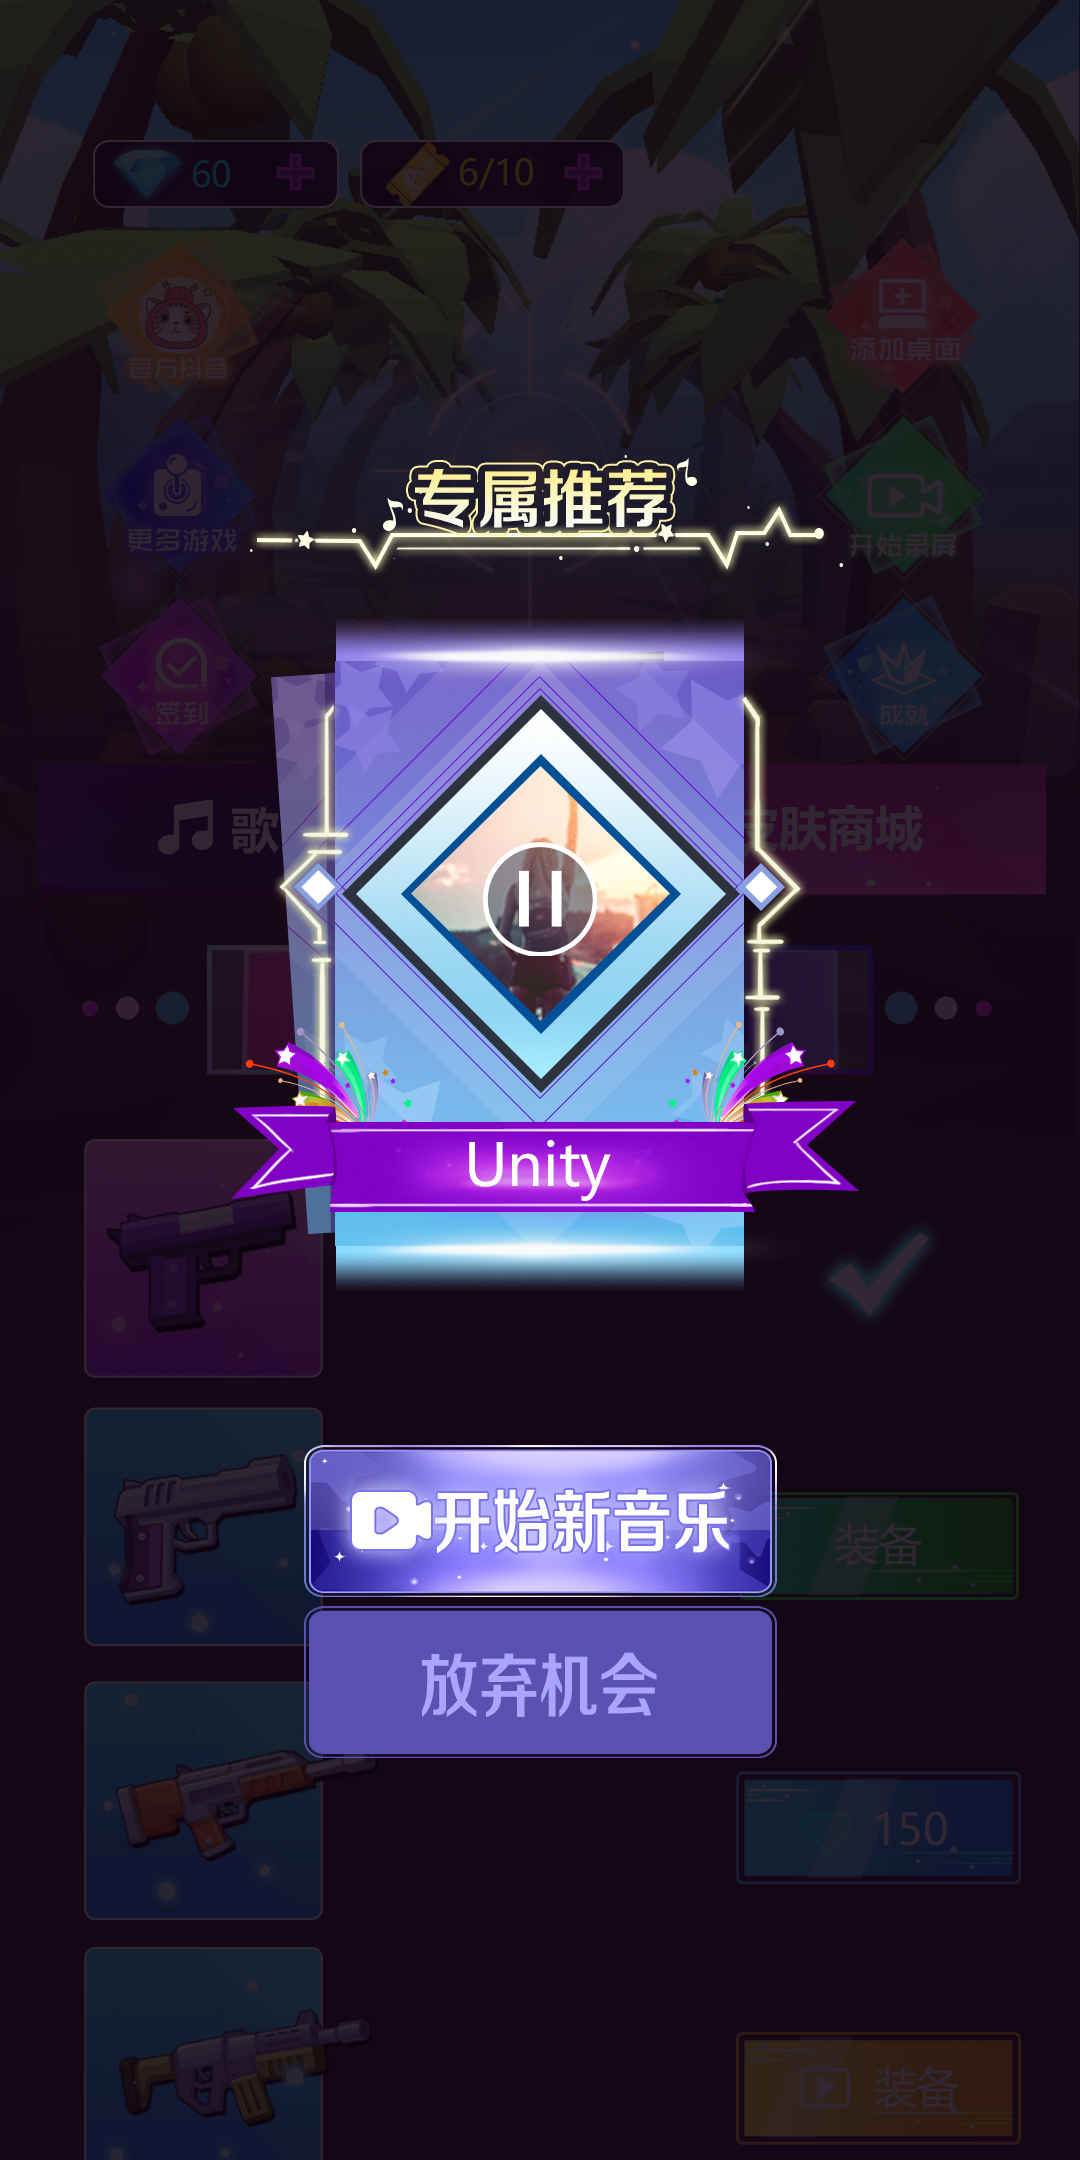 60
6/10
官方抖音
添加桌面
更多游戏
专属推荐
开始录屏
签到
成就
歌
皮肤商城
Unity
开始新音乐
装备
放弃机会
150
装备